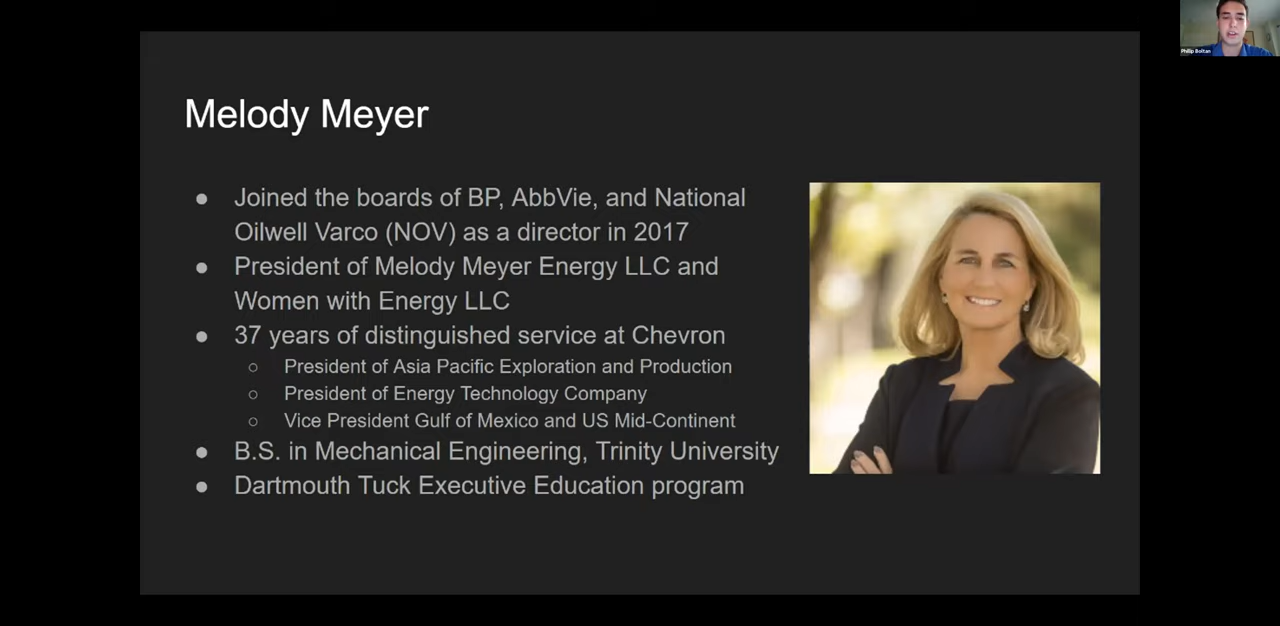 Melody Meyer
● Joined the boards of BP, AbbVie, and National
Oilwell Varco (NOV) as a director in 2017
● President of Melody Meyer Energy LLC and
Women with Energy LLC
● 37 years of distinguished service at Chevron
○ President of Asia Pacific Exploration and Production
○ President of Energy Technology Company
○ Vice President Gulf of Mexico and US Mid-Continent
● B.S. in Mechanical Engineering, Trinity University
● Dartmouth Tuck Executive Education program
Philip Boltan